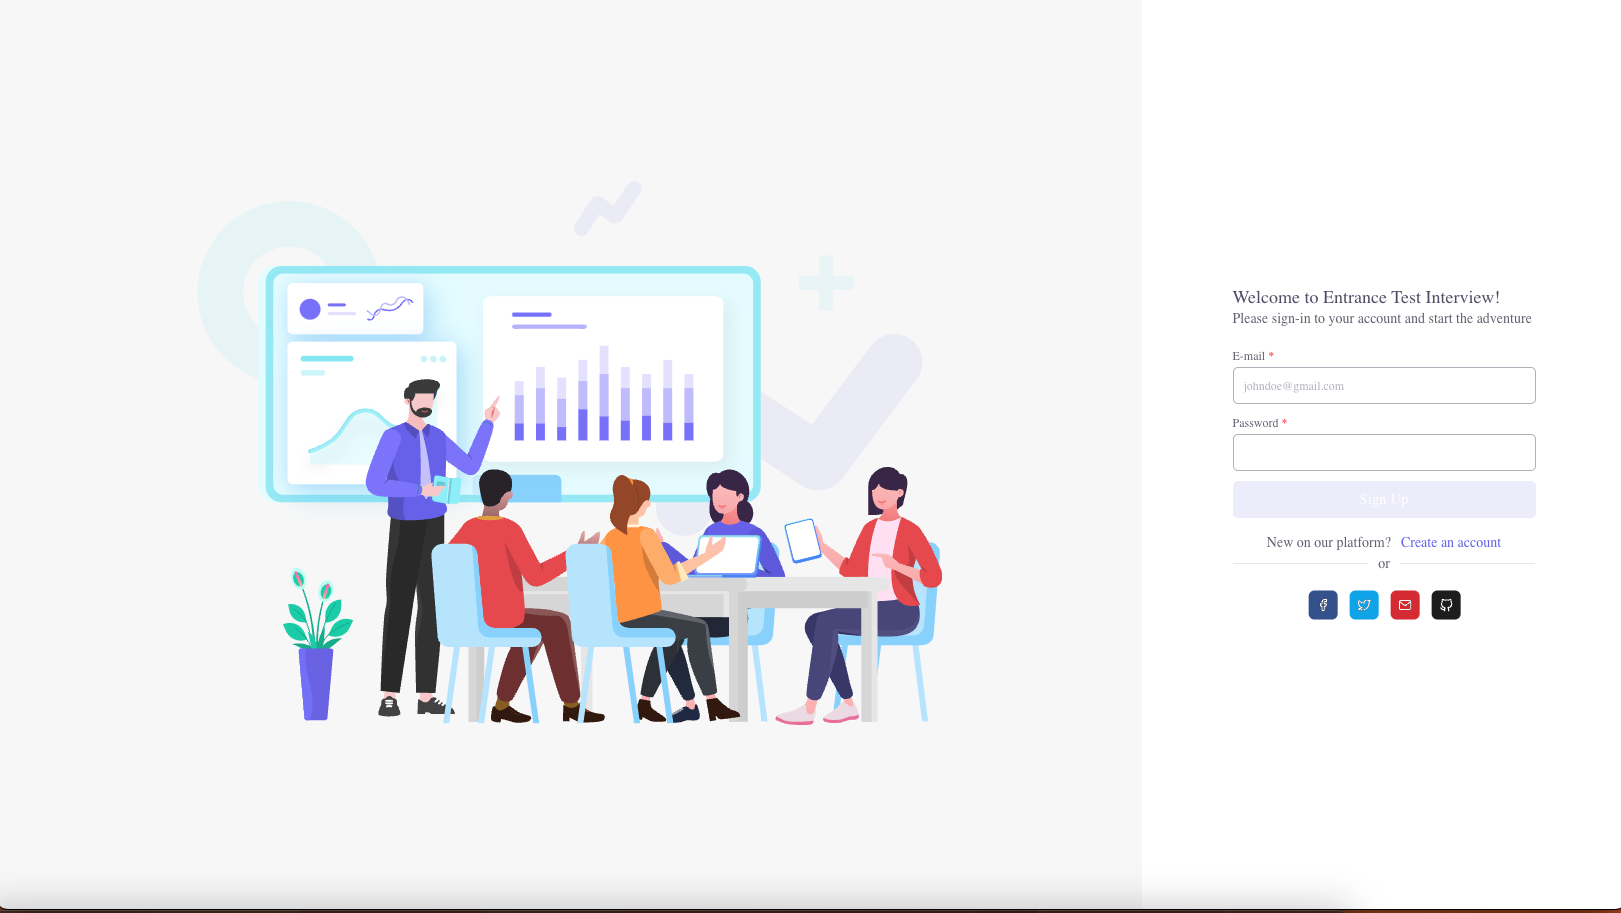 Welcome to Entrance Test Interview!
Please sign-in to your account and start the adventure
E-mail *
johndoe@gmail.com
Password *
Sign Up
New on our platform? Create an account
or